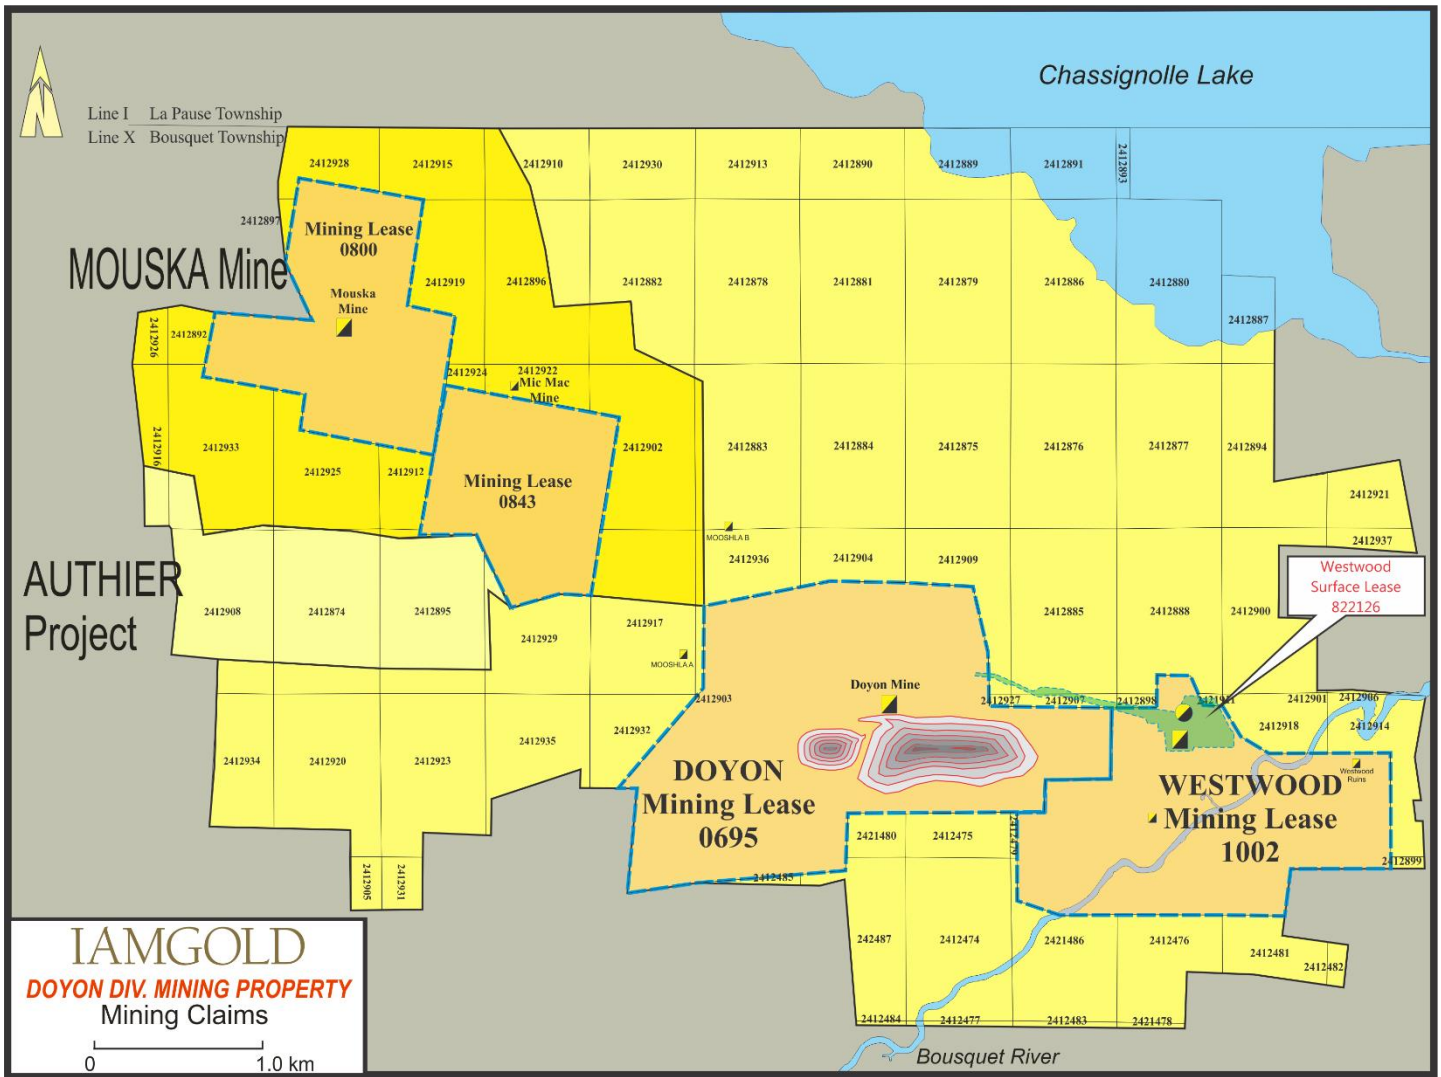 Chassignolle Lake
Line I La Pause Township
Line X Bousquet Township
2412928
2412915
2412910
2412930
2412913
2412890
2412889
2412891
2412893
2412897
Mining Lease
0800
MOUSKA Mine
2412919
2412896
2412882
2412878
2412881
2412879
2412886
2412880
2412887
Mouska
Mine
2412926
2412892
2412924
2412922
Mic Mac
Mine
2412916
2412933
2412925
2412912
2412902
2412883
2412884
2412875
2412876
2412877
2412894
Mining Lease
0843
2412921
2412937
MOOSHLA B
2412936
2412904
2412909
AUTHIER
Project
Westwood
Surface Lease
822126
2412908
2412874
2412895
2412929
2412917
2412885
2412888
2412900
MOOSHLA A
2412903
Doyon Mine
2412927
2412907
2412898
2412901
2412906
2412918
2412914
2412932
2412935
2412934
2412920
2412923
DOYON
Mining Lease
0695
WESTWOOD
Mining Lease
1002
Westwood
Ruins
2421480
2412475
2412479
2412899
2412905
2412931
2412485
242487
2412474
2421486
2412476
2412481
2412482
2412484
2412477
2412483
2421478
Bousquet River
IAMGOLD
DOYON DIV. MINING PROPERTY
Mining Claims
0 1.0 km